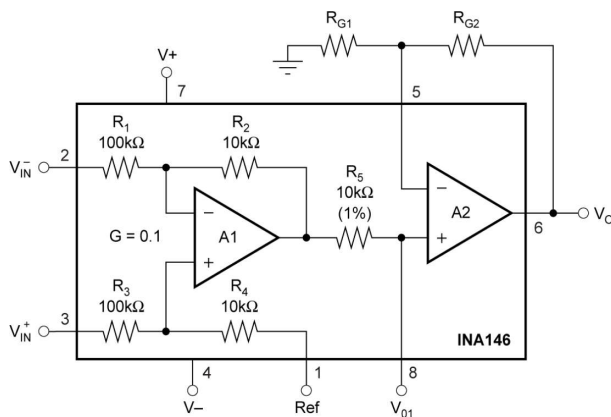 RG1
RG2
V+
7
5
R1
100kΩ
R2
10kΩ
R5
10kΩ
(1%)
VIN−
2
G = 0.1
−
+
A1
−
+
A2
6
VO
VIN+
3
R3
100kΩ
R4
10kΩ
INA146
4
1
8
V−
Ref
V01